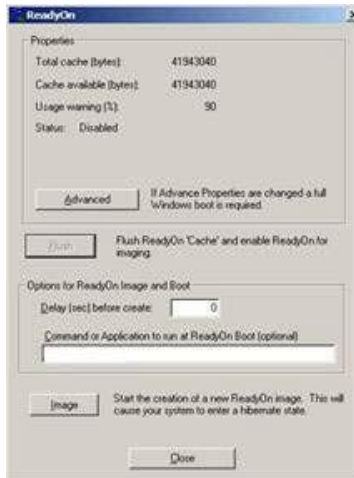 ReadyOn
Properties
Total cache (bytes): 41943040
Cache available (bytes): 41943040
Usage warning (%): 90
Status: Disabled
Advanced
If Advance Properties are changed a full
Windows boot is required.
Flush
Flush ReadyOn 'Cache' and enable ReadyOn for
imaging.
Options for ReadyOn Image and Boot
Delay (sec) before create: 0
Command or Application to run at ReadyOn Boot (optional)
Image
Start the creation of a new ReadyOn image. This will
cause your system to enter a hibernate state.
Close